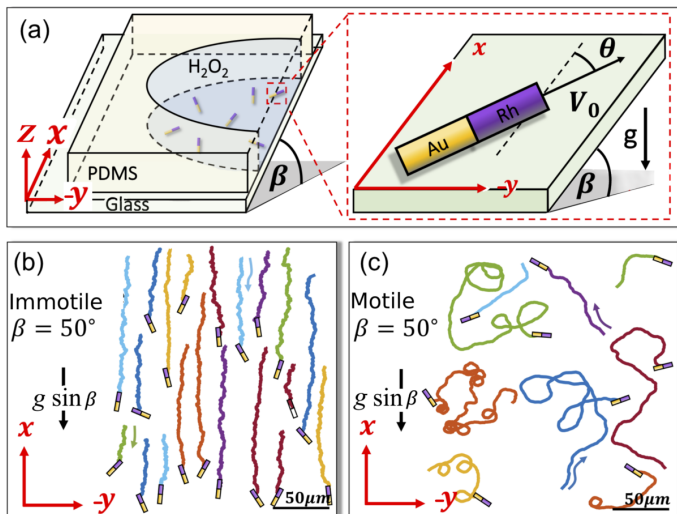 (a)
H₂O₂
PDMS
Glass
Z
x
-y
β
x
θ
V₀
Rh
Au
g
-y
β
(b)
Immotile
β = 50°
g sin β
x
-y
50μm
(c)
Motile
β = 50°
g sin β
x
-y
50μm